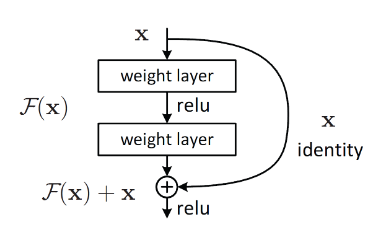 x
weight layer
relu
F(x)
x
weight layer
identity
F(x) + x
relu